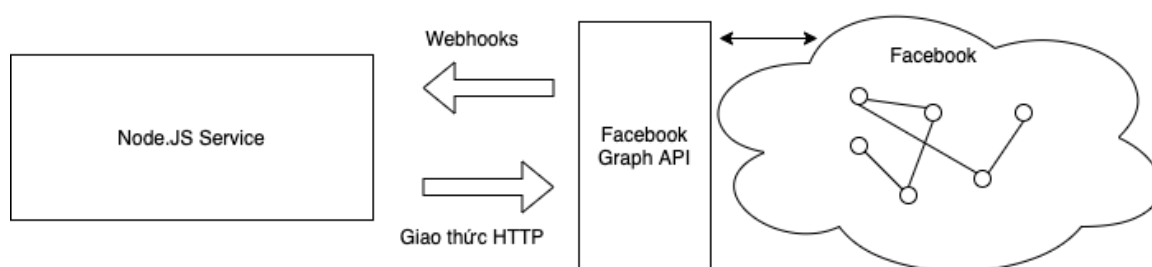 Webhooks
Facebook
Node.JS Service
Facebook
Graph API
Giao thức HTTP